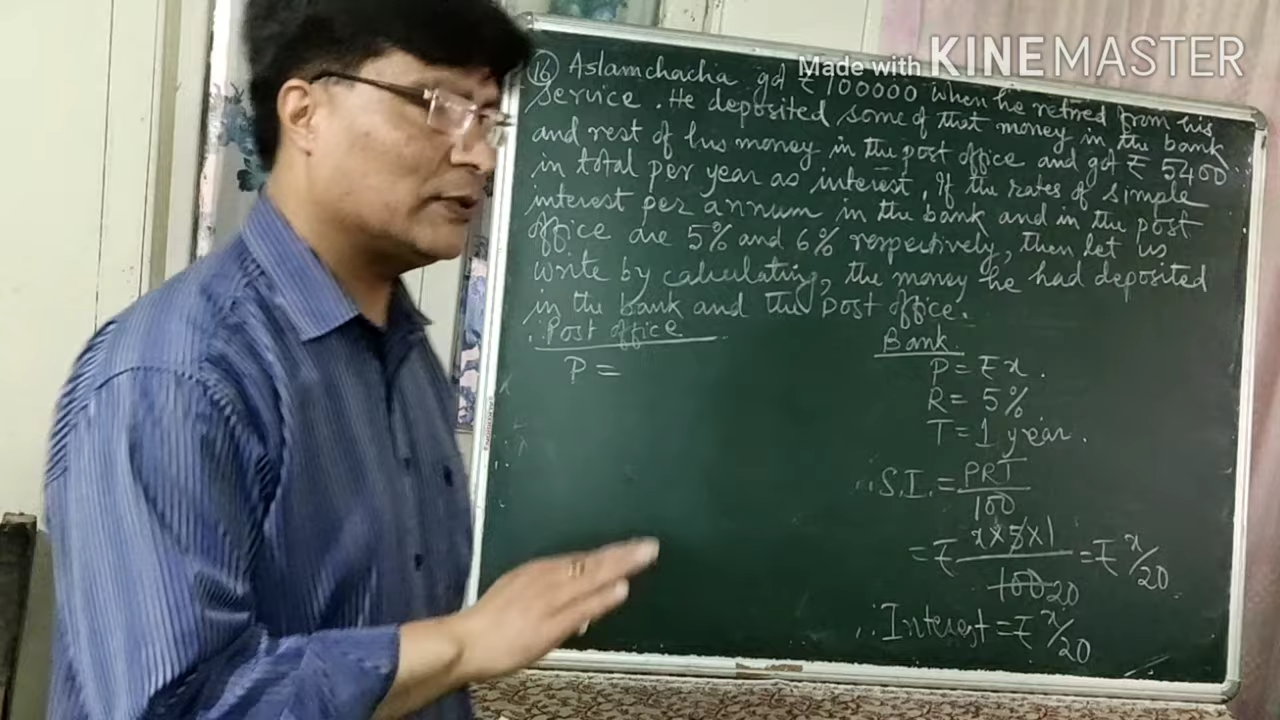 Made with KINEMASTER
16 Aslamchacha got ₹100000 when he retired from his
service. He deposited some of that money in the bank
and rest of his money in the post office and got ₹ 5400
in total per year as interest. If the rates of simple
interest per annum in the bank and in the post
office are 5% and 6% respectively, then let us
write by calculating, the money he had deposited
in the bank and the post office.
∴ Post office
P =
Bank
P = ₹ x.
R = 5%
T = 1 year.
∴ S.I. = PRT/100
= ₹ x×5×1/100 20 = ₹ x/20
∴ Interest = ₹ x/20